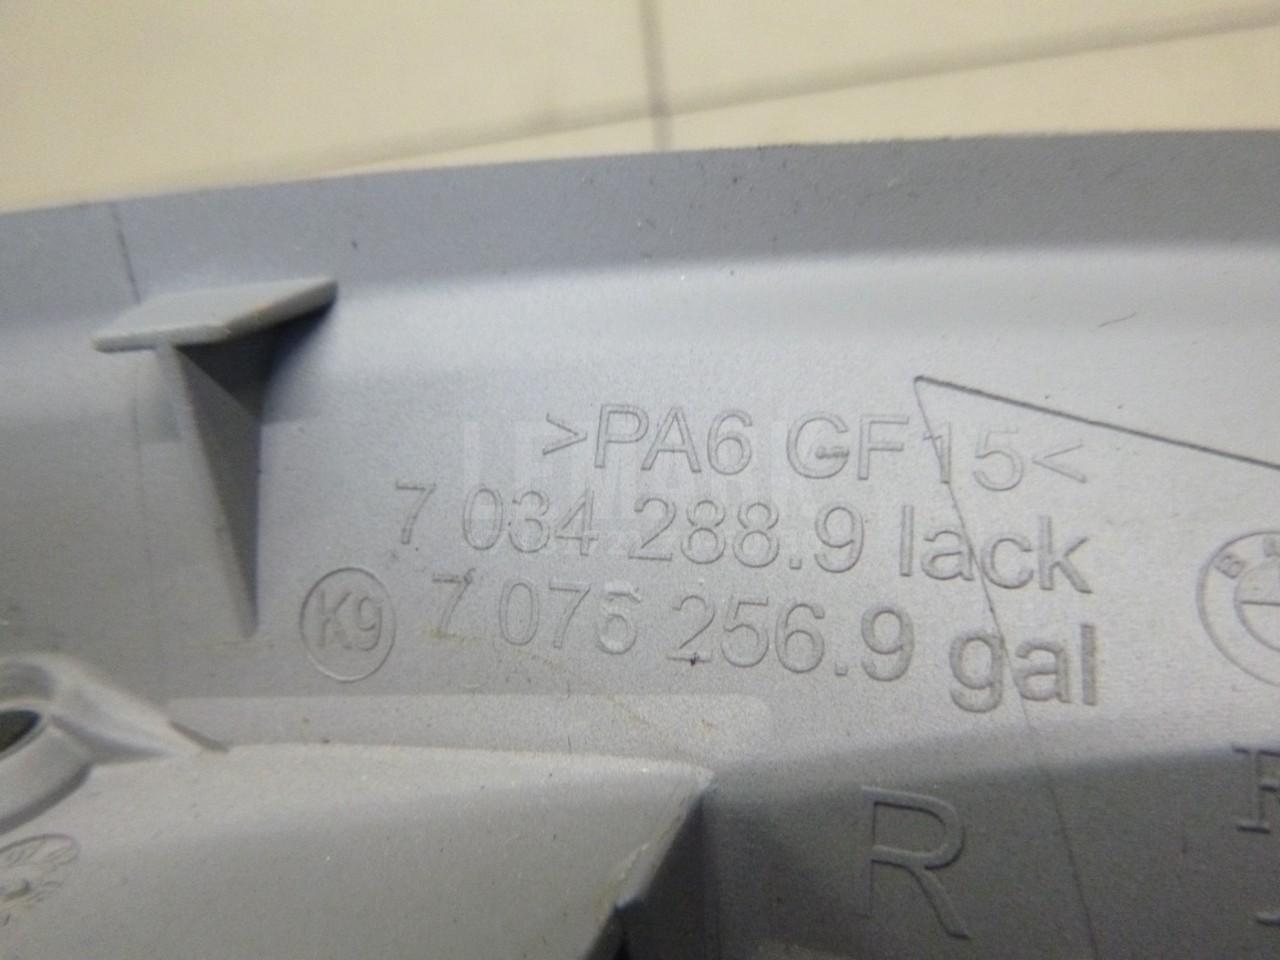 >PA6 GF15<
7 034 288.9 lack
K9 7 076 256.9 gal
R